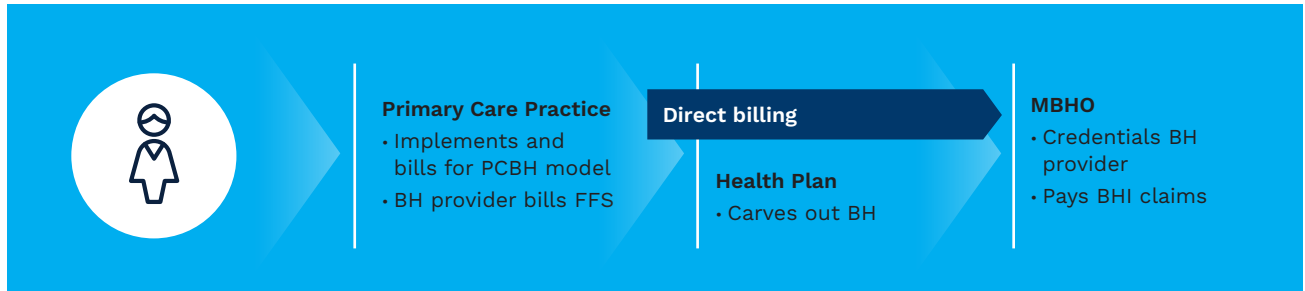 Primary Care Practice
• Implements and
bills for PCBH model
• BH provider bills FFS
Direct billing
Health Plan
• Carves out BH
MBHO
• Credentials BH
provider
• Pays BHI claims